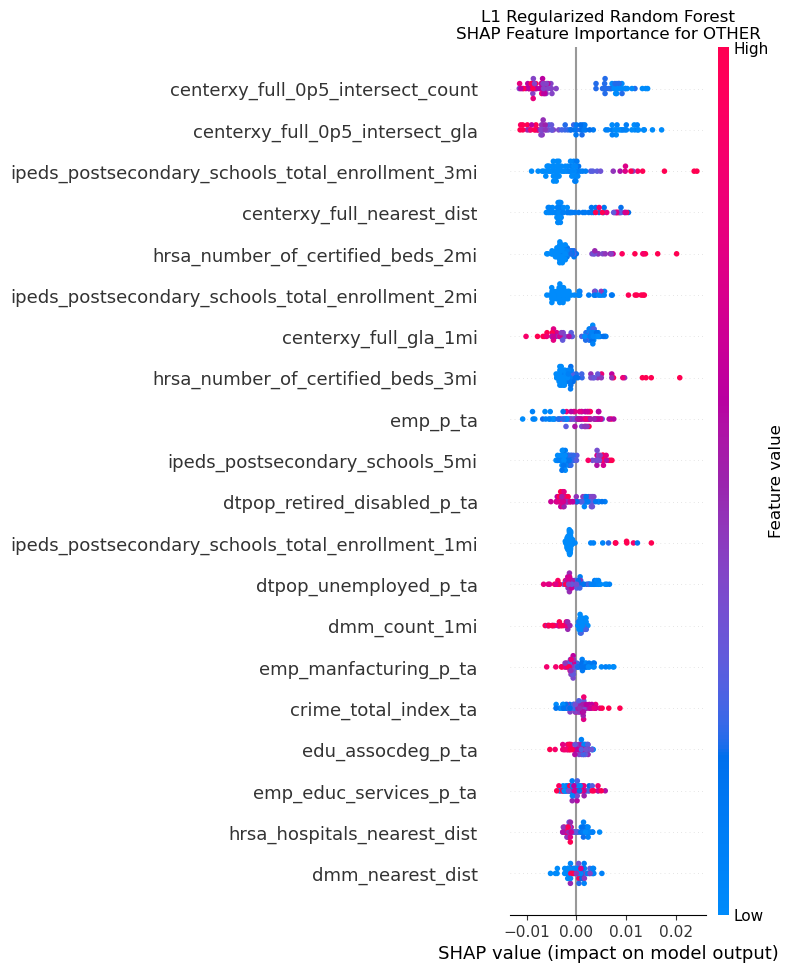 L1 Regularized Random Forest
SHAP Feature Importance for OTHER
High
centerxy_full_0p5_intersect_count
centerxy_full_0p5_intersect_gla
ipeds_postsecondary_schools_total_enrollment_3mi
centerxy_full_nearest_dist
hrsa_number_of_certified_beds_2mi
ipeds_postsecondary_schools_total_enrollment_2mi
centerxy_full_gla_1mi
hrsa_number_of_certified_beds_3mi
emp_p_ta
ipeds_postsecondary_schools_5mi
dtpop_retired_disabled_p_ta
ipeds_postsecondary_schools_total_enrollment_1mi
dtpop_unemployed_p_ta
dmm_count_1mi
emp_manfacturing_p_ta
crime_total_index_ta
edu_assocdeg_p_ta
emp_educ_services_p_ta
hrsa_hospitals_nearest_dist
dmm_nearest_dist
Feature value
Low
−0.01 0.00 0.01 0.02
SHAP value (impact on model output)